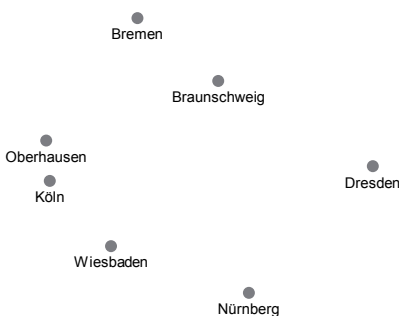 Bremen
Braunschweig
Oberhausen
Dresden
Köln
Wiesbaden
Nürnberg